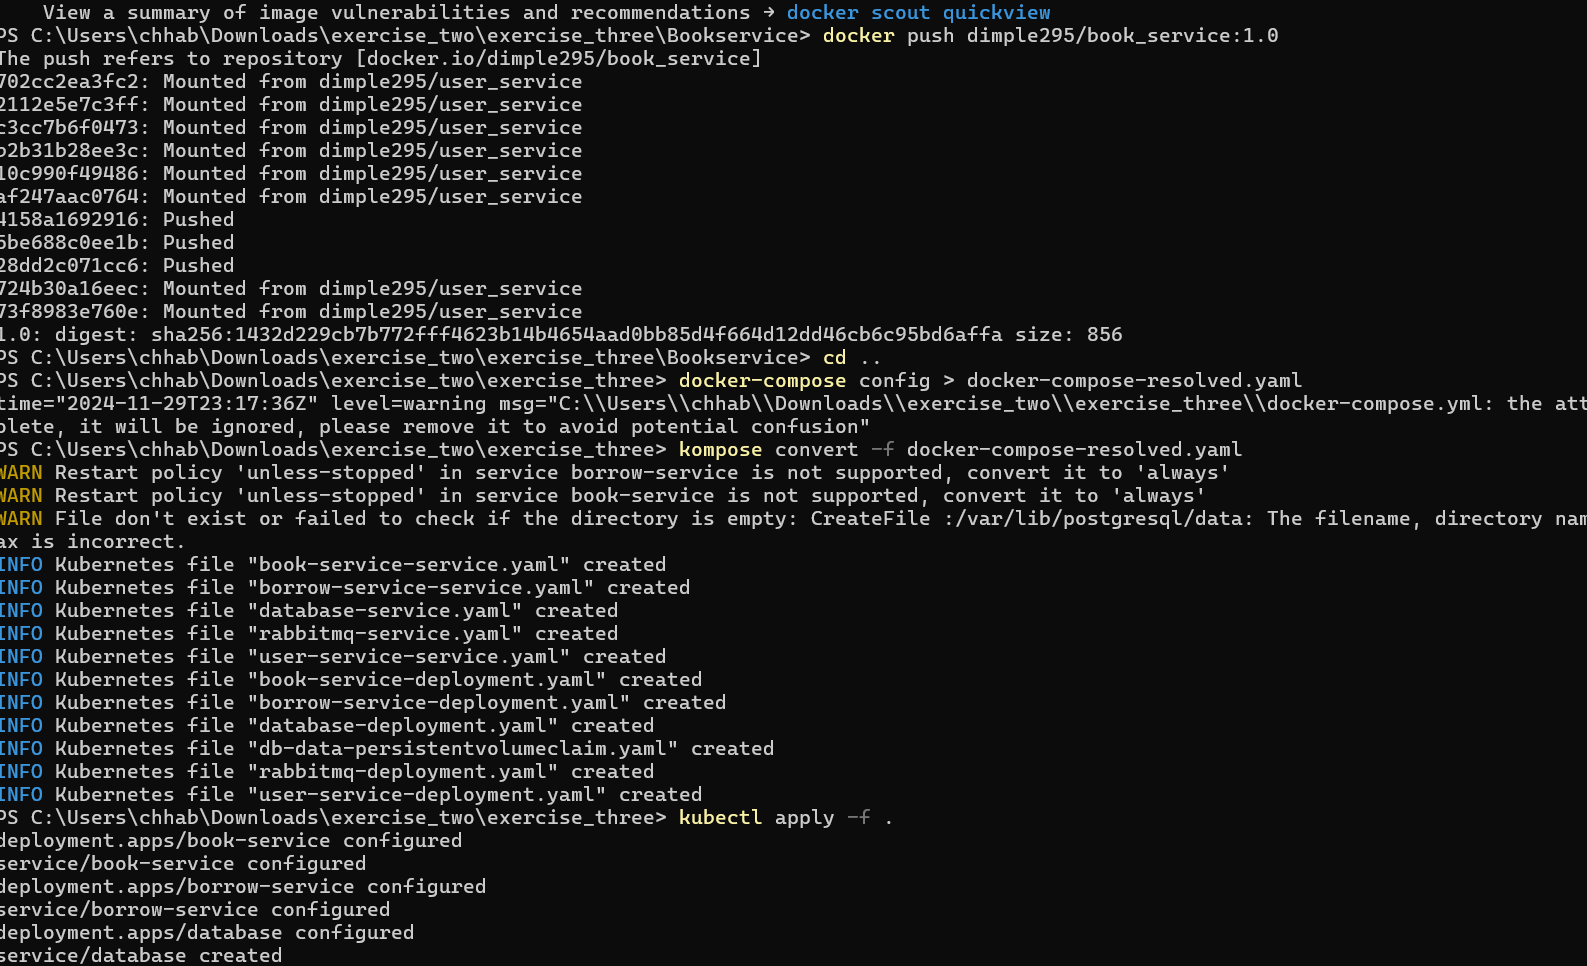 View a summary of image vulnerabilities and recommendations → docker scout quickview
PS C:\Users\chhab\Downloads\exercise_two\exercise_three\Bookservice> docker push dimple295/book_service:1.0
The push refers to repository [docker.io/dimple295/book_service]
702cc2ea3fc2: Mounted from dimple295/user_service
2112e5e7c3ff: Mounted from dimple295/user_service
c3cc7b6f0473: Mounted from dimple295/user_service
b2b31b28ee3c: Mounted from dimple295/user_service
10c990f49486: Mounted from dimple295/user_service
af247aac0764: Mounted from dimple295/user_service
4158a1692916: Pushed
5be688c0ee1b: Pushed
28dd2c071cc6: Pushed
724b30a16eec: Mounted from dimple295/user_service
73f8983e760e: Mounted from dimple295/user_service
1.0: digest: sha256:1432d229cb7b772fff4623b14b4654aad0bb85d4f664d12dd46cb6c95bd6affa size: 856
PS C:\Users\chhab\Downloads\exercise_two\exercise_three\Bookservice> cd ..
PS C:\Users\chhab\Downloads\exercise_two\exercise_three> docker-compose config > docker-compose-resolved.yaml
time="2024-11-29T23:17:36Z" level=warning msg="C:\\Users\\chhab\\Downloads\\exercise_two\\exercise_three\\docker-compose.yml: the att
plete, it will be ignored, please remove it to avoid potential confusion"
PS C:\Users\chhab\Downloads\exercise_two\exercise_three> kompose convert -f docker-compose-resolved.yaml
WARN Restart policy 'unless-stopped' in service borrow-service is not supported, convert it to 'always'
WARN Restart policy 'unless-stopped' in service book-service is not supported, convert it to 'always'
WARN File don't exist or failed to check if the directory is empty: CreateFile :/var/lib/postgresql/data: The filename, directory nam
ax is incorrect.
INFO Kubernetes file "book-service-service.yaml" created
INFO Kubernetes file "borrow-service-service.yaml" created
INFO Kubernetes file "database-service.yaml" created
INFO Kubernetes file "rabbitmq-service.yaml" created
INFO Kubernetes file "user-service-service.yaml" created
INFO Kubernetes file "book-service-deployment.yaml" created
INFO Kubernetes file "borrow-service-deployment.yaml" created
INFO Kubernetes file "database-deployment.yaml" created
INFO Kubernetes file "db-data-persistentvolumeclaim.yaml" created
INFO Kubernetes file "rabbitmq-deployment.yaml" created
INFO Kubernetes file "user-service-deployment.yaml" created
PS C:\Users\chhab\Downloads\exercise_two\exercise_three> kubectl apply -f .
deployment.apps/book-service configured
service/book-service configured
deployment.apps/borrow-service configured
service/borrow-service configured
deployment.apps/database configured
service/database created